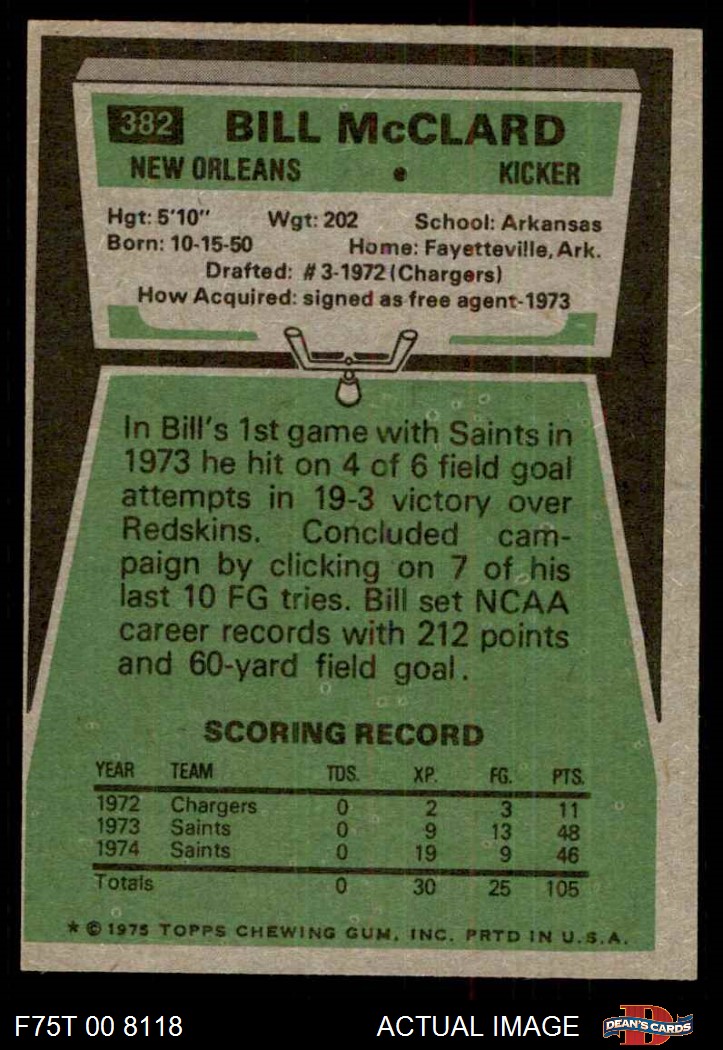 382 BILL McCLARD
NEW ORLEANS • KICKER
Hgt: 5'10" Wgt: 202 School: Arkansas
Born: 10-15-50 Home: Fayetteville, Ark.
Drafted: #3-1972 (Chargers)
How Acquired: signed as free agent-1973
In Bill's 1st game with Saints in
1973 he hit on 4 of 6 field goal
attempts in 19-3 victory over
Redskins. Concluded cam-
paign by clicking on 7 of his
last 10 FG tries. Bill set NCAA
career records with 212 points
and 60-yard field goal.
SCORING RECORD
YEAR TEAM TDS. XP. FG. PTS.
1972 Chargers 0 2 3 11
1973 Saints 0 9 13 48
1974 Saints 0 19 9 46
Totals 0 30 25 105
* © 1975 TOPPS CHEWING GUM, INC. PRTD IN U.S.A.
F75T 00 8118 ACTUAL IMAGE D DEAN'S CARDS